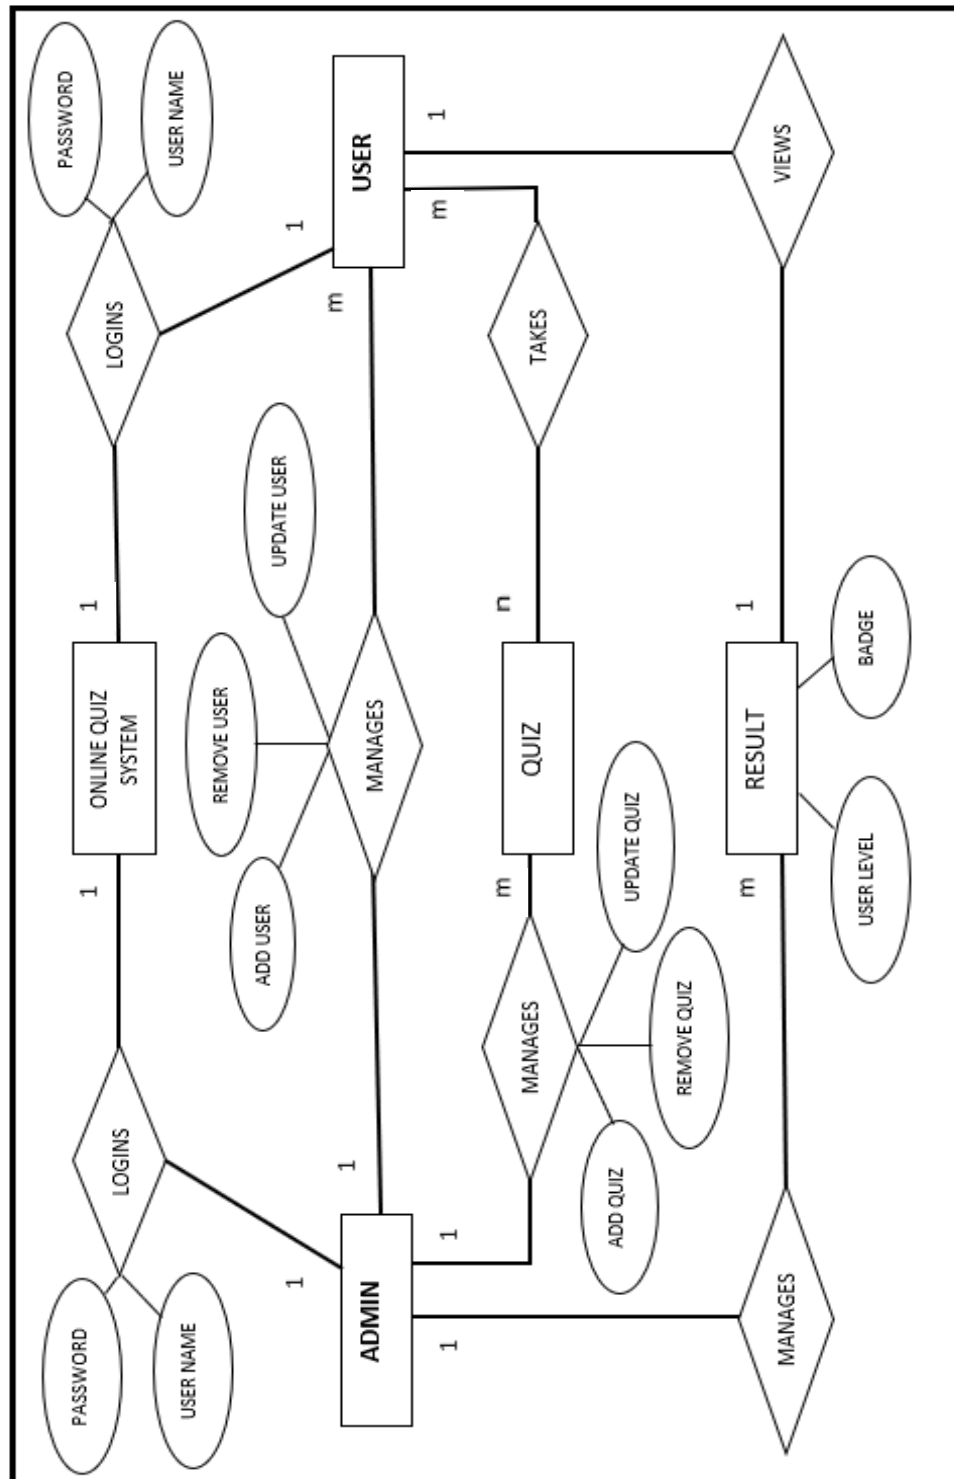 PASSWORD
USER NAME
LOGINS
1
1
ONLINE QUIZ
SYSTEM
1
1
LOGINS
PASSWORD
USER NAME
ADMIN
1
ADD USER
REMOVE USER
UPDATE USER
MANAGES
m
USER
1
MANAGES
m
QUIZ
n
TAKES
m
ADD QUIZ
REMOVE QUIZ
UPDATE QUIZ
1
MANAGES
m
RESULT
1
VIEWS
1
USER LEVEL
BADGE